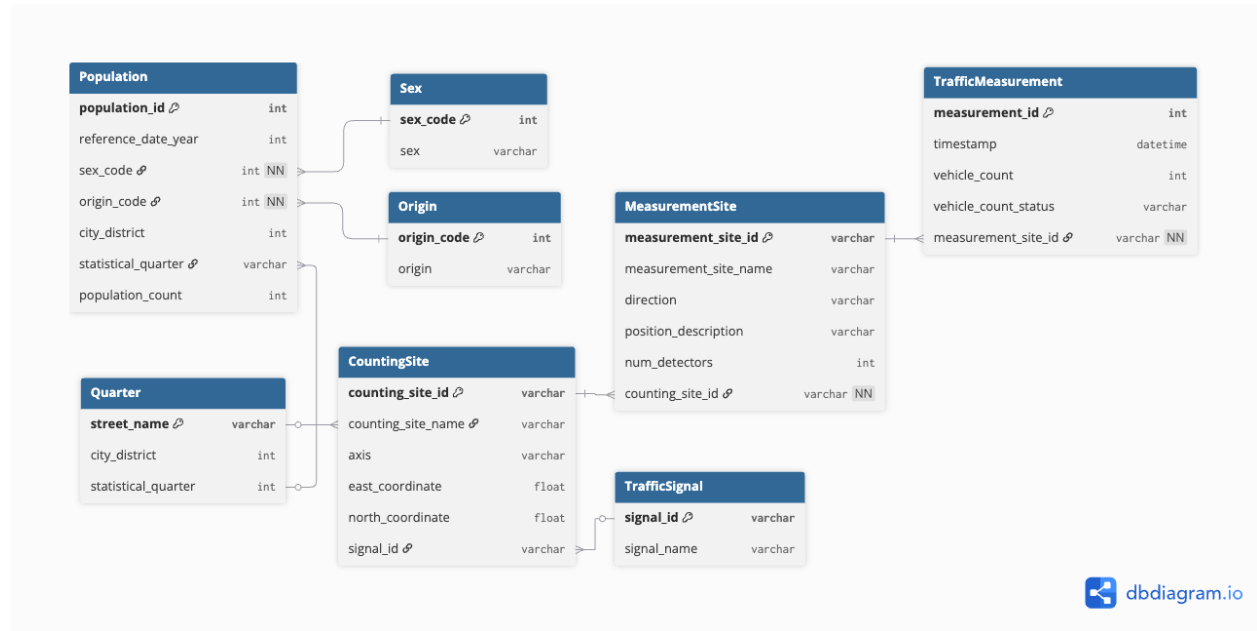 Population
population_id int
reference_date_year int
sex_code int NN
origin_code int NN
city_district int
statistical_quarter varchar
population_count int
Sex
sex_code int
sex varchar
Origin
origin_code int
origin varchar
TrafficMeasurement
measurement_id int
timestamp datetime
vehicle_count int
vehicle_count_status varchar
measurement_site_id varchar NN
MeasurementSite
measurement_site_id varchar
measurement_site_name varchar
direction varchar
position_description varchar
num_detectors int
counting_site_id varchar NN
CountingSite
counting_site_id varchar
counting_site_name varchar
axis varchar
east_coordinate float
north_coordinate float
signal_id varchar
Quarter
street_name varchar
city_district int
statistical_quarter int
TrafficSignal
signal_id varchar
signal_name varchar
dbdiagram.io